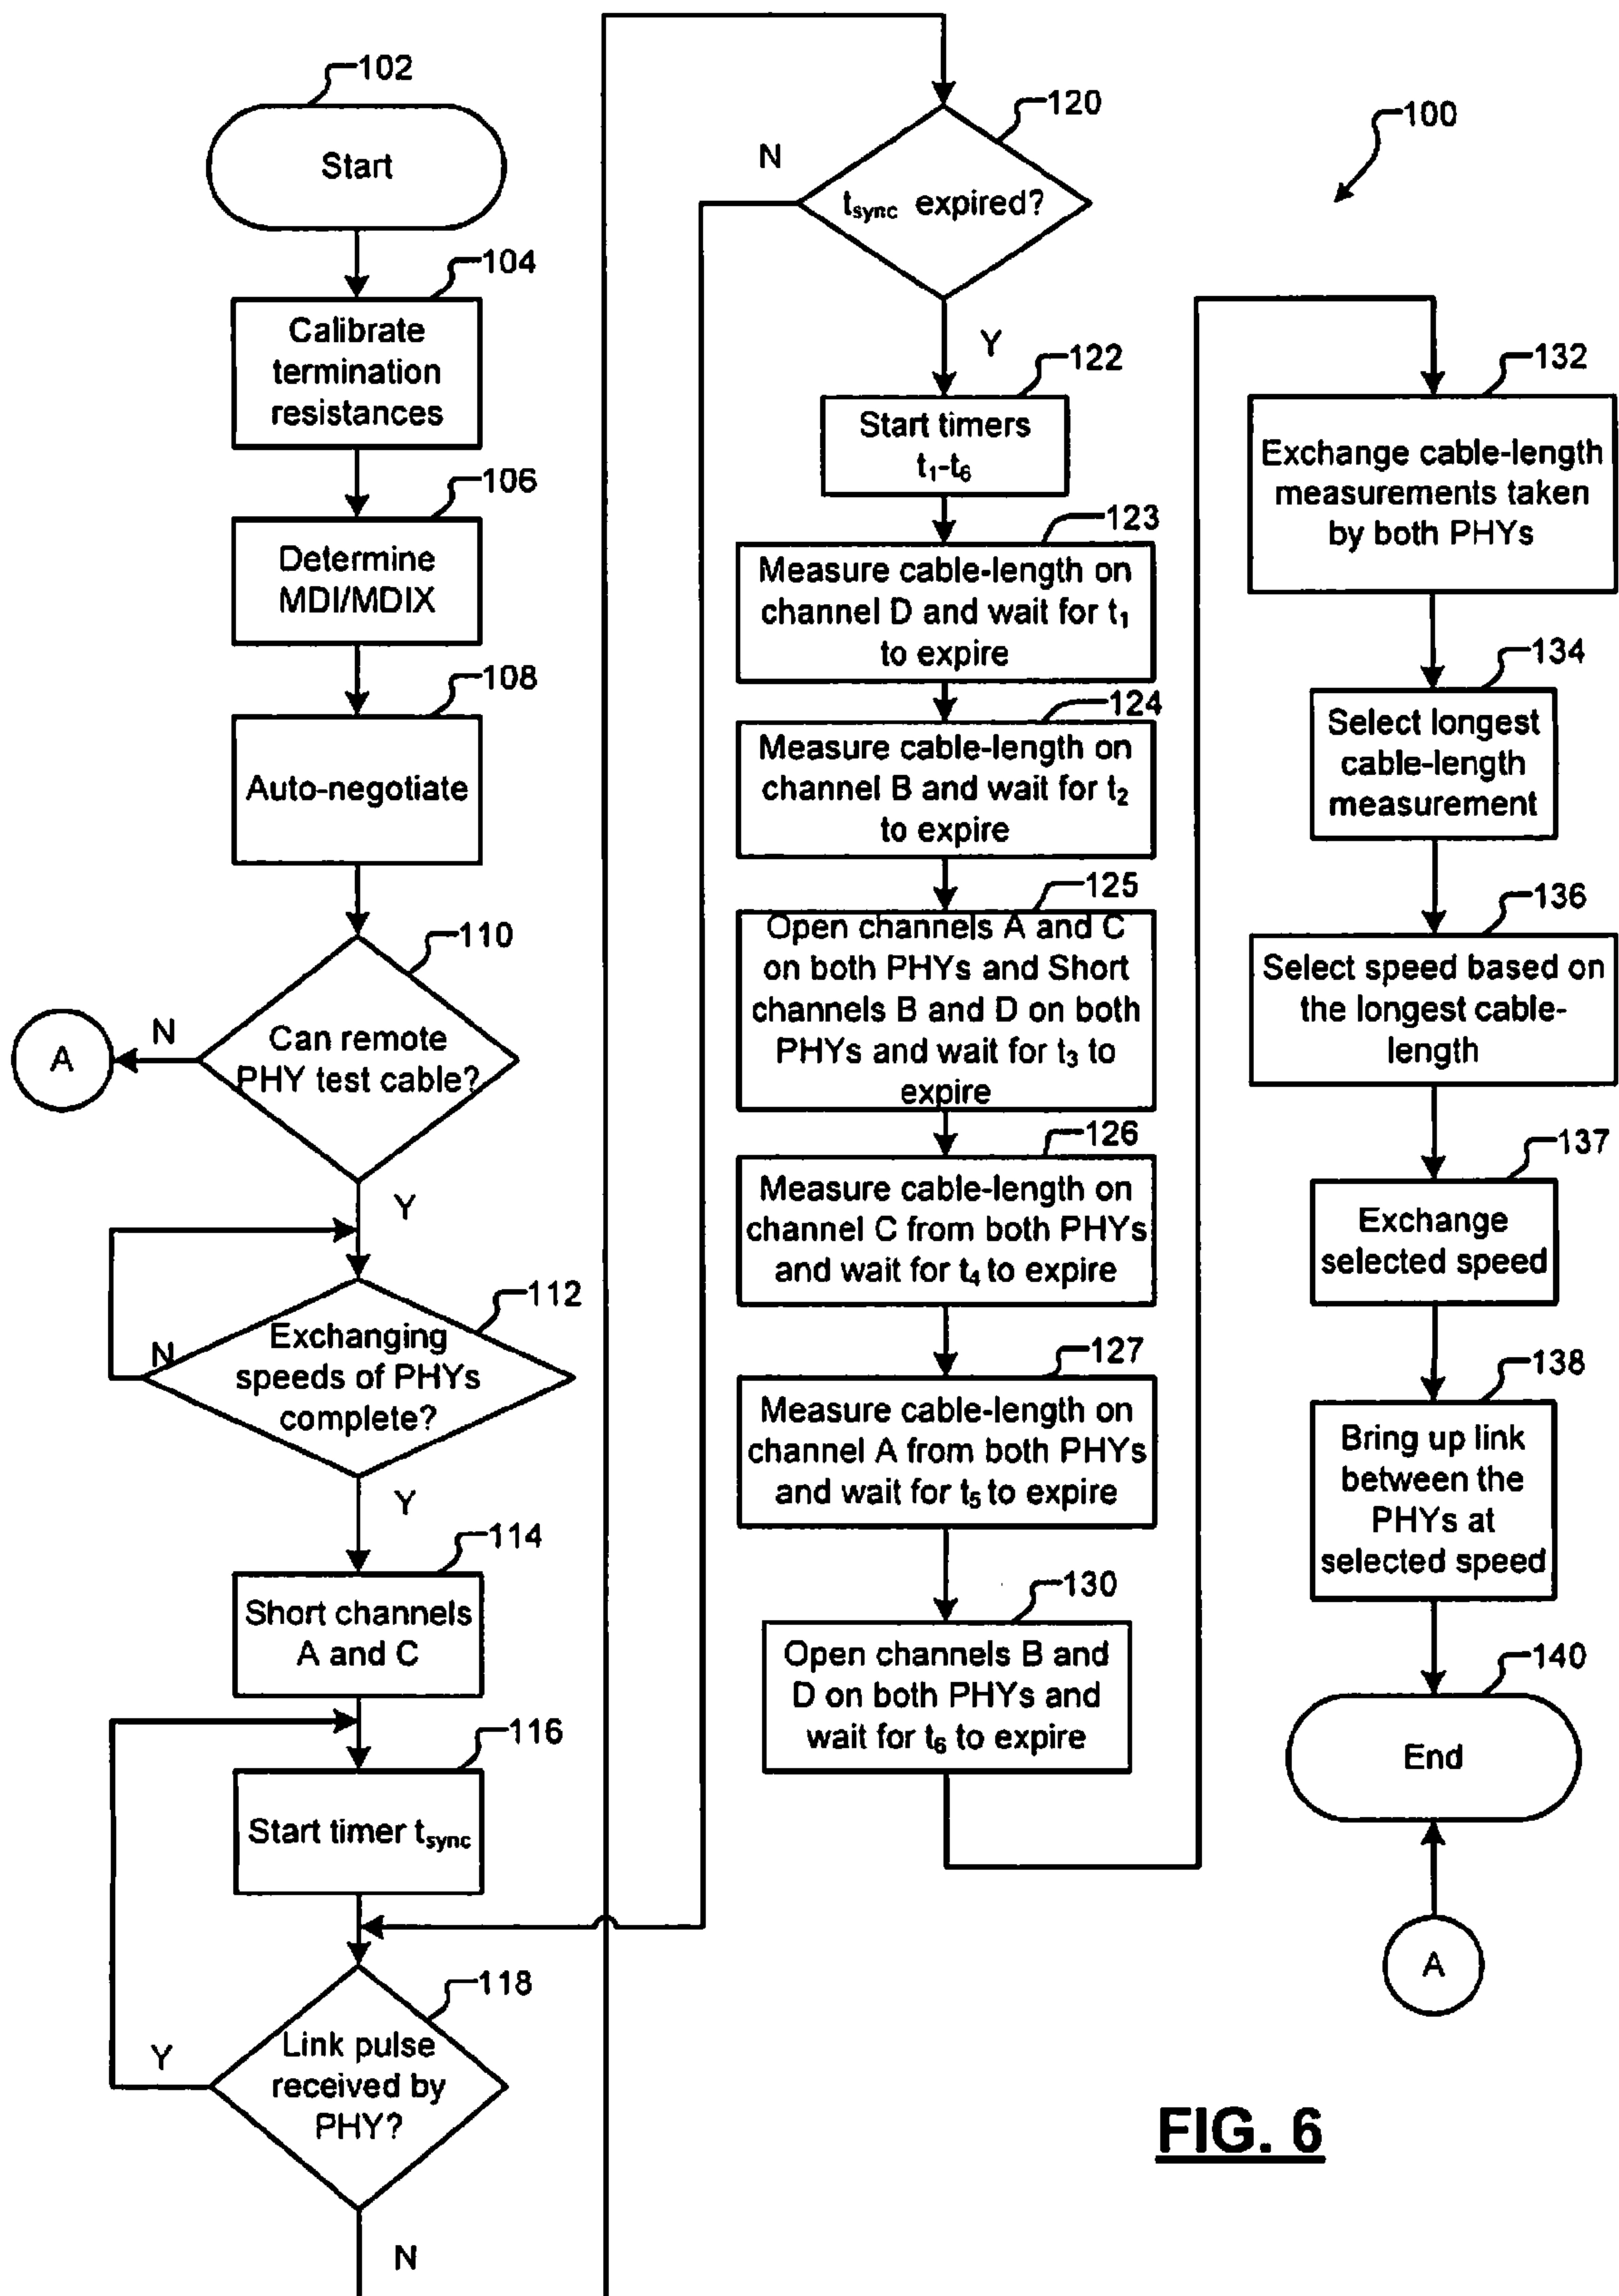 102
Start
104
Calibrate
termination
resistances
106
Determine
MDI/MDIX
108
Auto-negotiate
110
Can remote
PHY test cable?
N
A
Y
112
Exchanging
speeds of PHYs
complete?
N
Y
114
Short channels
A and C
116
Start timer tsync
118
Link pulse
received by
PHY?
Y
N
120
tsync expired?
N
Y
122
Start timers
t1-t6
123
Measure cable-length on
channel D and wait for t1
to expire
124
Measure cable-length on
channel B and wait for t2
to expire
125
Open channels A and C
on both PHYs and Short
channels B and D on both
PHYs and wait for t3 to
expire
126
Measure cable-length on
channel C from both PHYs
and wait for t4 to expire
127
Measure cable-length on
channel A from both PHYs
and wait for t5 to expire
130
Open channels B and
D on both PHYs and
wait for t6 to expire
100
132
Exchange cable-length
measurements taken
by both PHYs
134
Select longest
cable-length
measurement
136
Select speed based on
the longest cable-
length
137
Exchange
selected speed
138
Bring up link
between the
PHYs at
selected speed
140
End
A
FIG. 6